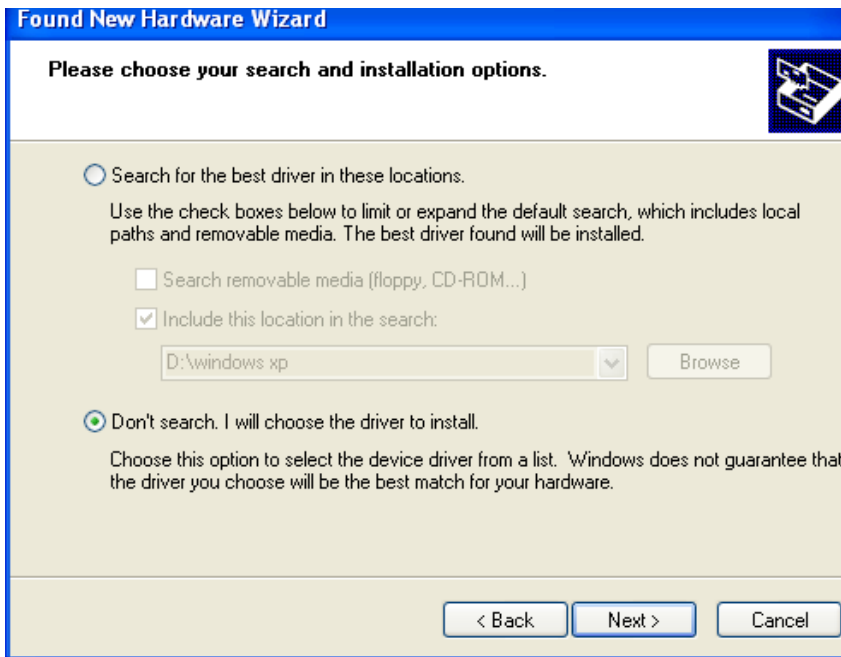 Found New Hardware Wizard
Please choose your search and installation options.
Search for the best driver in these locations.
Use the check boxes below to limit or expand the default search, which includes local
paths and removable media. The best driver found will be installed.
Search removable media (floppy, CD-ROM...)
Include this location in the search:
D:\windows xp
Browse
Don't search. I will choose the driver to install.
Choose this option to select the device driver from a list. Windows does not guarantee that
the driver you choose will be the best match for your hardware.
< Back Next > Cancel